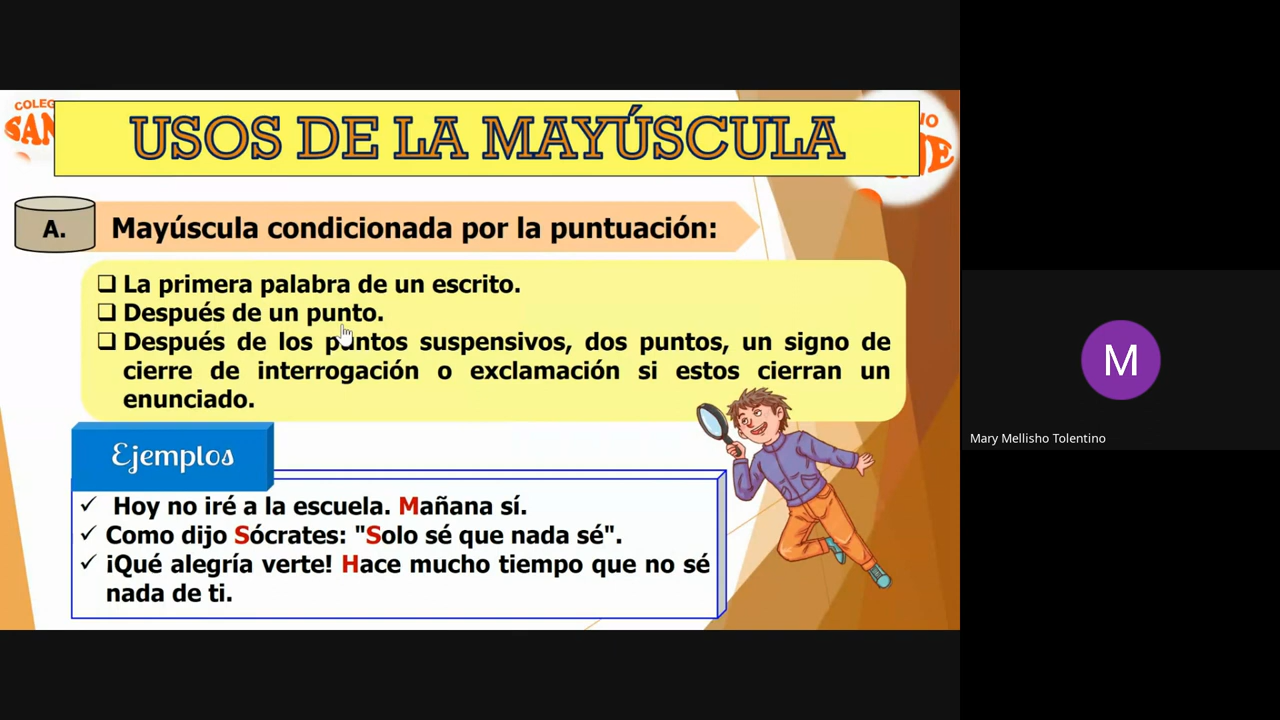 COLEG
SAN
USOS DE LA MAYÚSCULA
A.
Mayúscula condicionada por la puntuación:
❑ La primera palabra de un escrito.
❑ Después de un punto.
❑ Después de los puntos suspensivos, dos puntos, un signo de
cierre de interrogación o exclamación si estos cierran un
enunciado.
Ejemplos
✓ Hoy no iré a la escuela. Mañana sí.
✓ Como dijo Sócrates: "Solo sé que nada sé".
✓ ¡Qué alegría verte! Hace mucho tiempo que no sé
nada de ti.
M
Mary Mellisho Tolentino